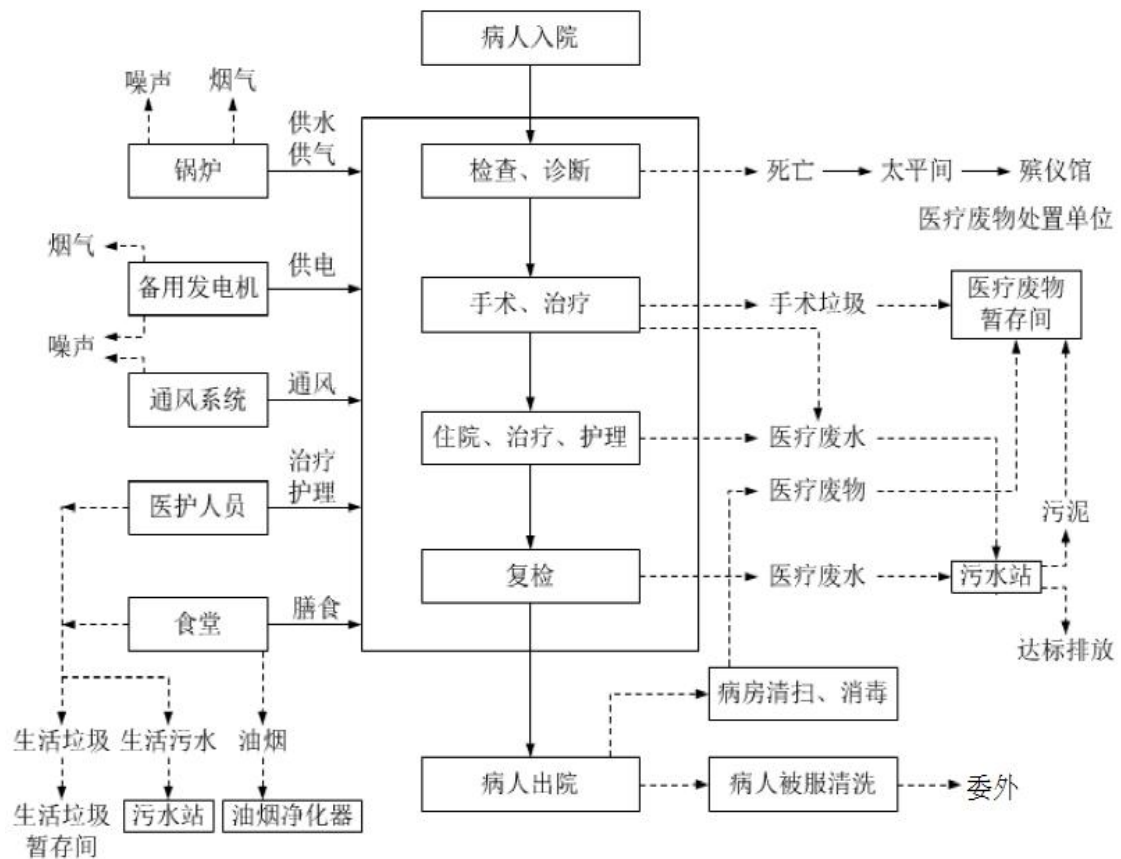 病人入院
噪声
烟气
供水
供气
锅炉
检查、诊断
死亡
太平间
殡仪馆
医疗废物处置单位
烟气
备用发电机
供电
手术、治疗
手术垃圾
医疗废物
暂存间
噪声
通风系统
通风
住院、治疗、护理
医疗废水
治疗
护理
医护人员
医疗废物
污泥
复检
医疗废水
污水站
食堂
膳食
达标排放
病房清扫、消毒
生活垃圾
生活污水
油烟
病人出院
病人被服清洗
委外
生活垃圾
暂存间
污水站
油烟净化器